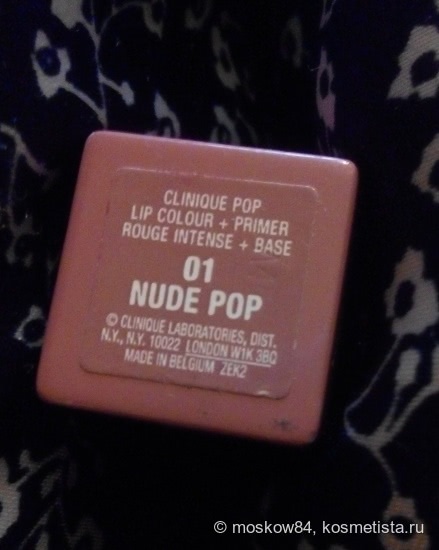 CLINIQUE POP
LIP COLOUR + PRIMER
ROUGE INTENSE + BASE
01
NUDE POP
© CLINIQUE LABORATORIES, DIST.
N.Y., N.Y. 10022 LONDON W1K 3BQ
MADE IN BELGIUM ZEK2
© moskow84, kosmetista.ru